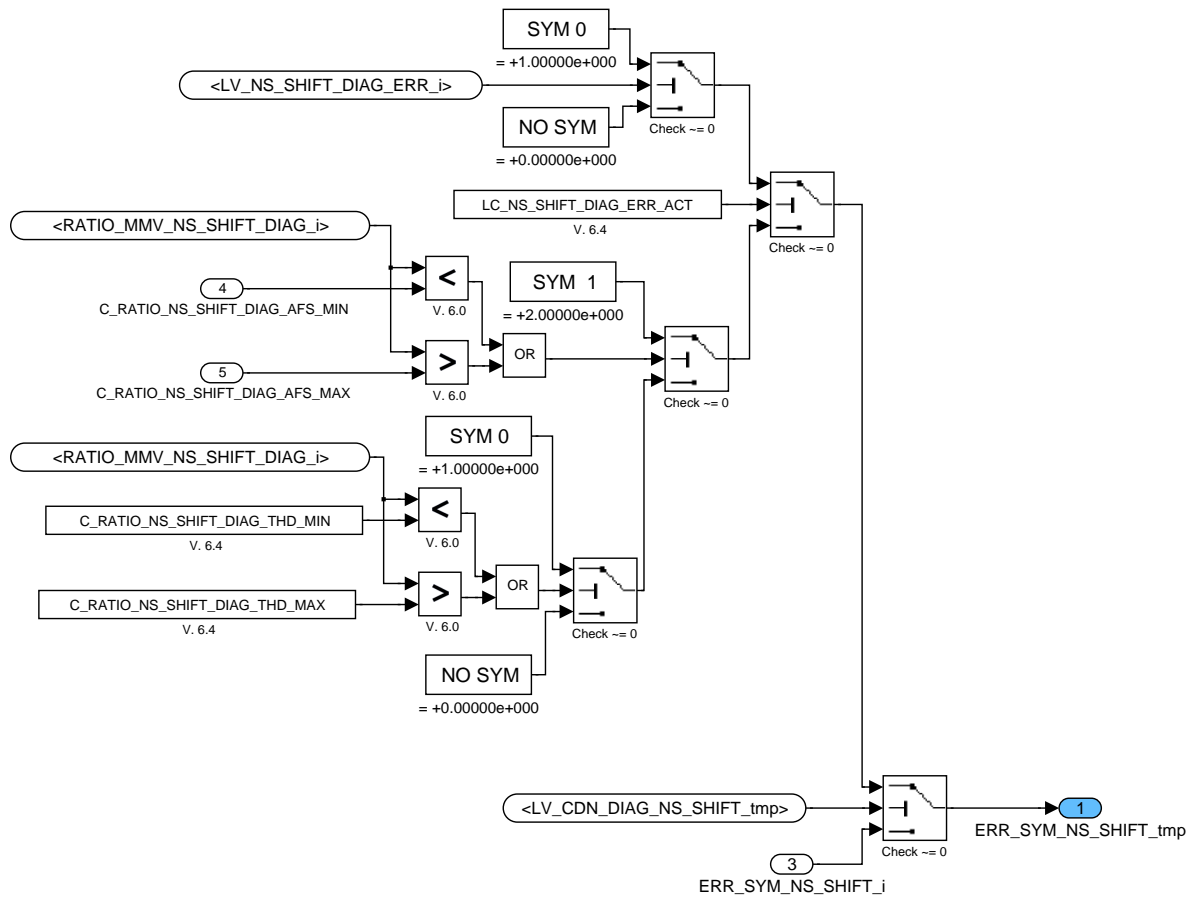 SYM 0
= +1.00000e+000
<LV_NS_SHIFT_DIAG_ERR_i>
NO SYM
= +0.00000e+000
Check ~= 0
LC_NS_SHIFT_DIAG_ERR_ACT
V. 6.4
Check ~= 0
<RATIO_MMV_NS_SHIFT_DIAG_i>
<
V. 6.0
4
C_RATIO_NS_SHIFT_DIAG_AFS_MIN
SYM 1
= +2.00000e+000
>
V. 6.0
OR
5
C_RATIO_NS_SHIFT_DIAG_AFS_MAX
Check ~= 0
SYM 0
= +1.00000e+000
<RATIO_MMV_NS_SHIFT_DIAG_i>
<
V. 6.0
C_RATIO_NS_SHIFT_DIAG_THD_MIN
V. 6.4
>
V. 6.0
OR
C_RATIO_NS_SHIFT_DIAG_THD_MAX
V. 6.4
Check ~= 0
NO SYM
= +0.00000e+000
<LV_CDN_DIAG_NS_SHIFT_tmp>
1
ERR_SYM_NS_SHIFT_tmp
Check ~= 0
3
ERR_SYM_NS_SHIFT_i